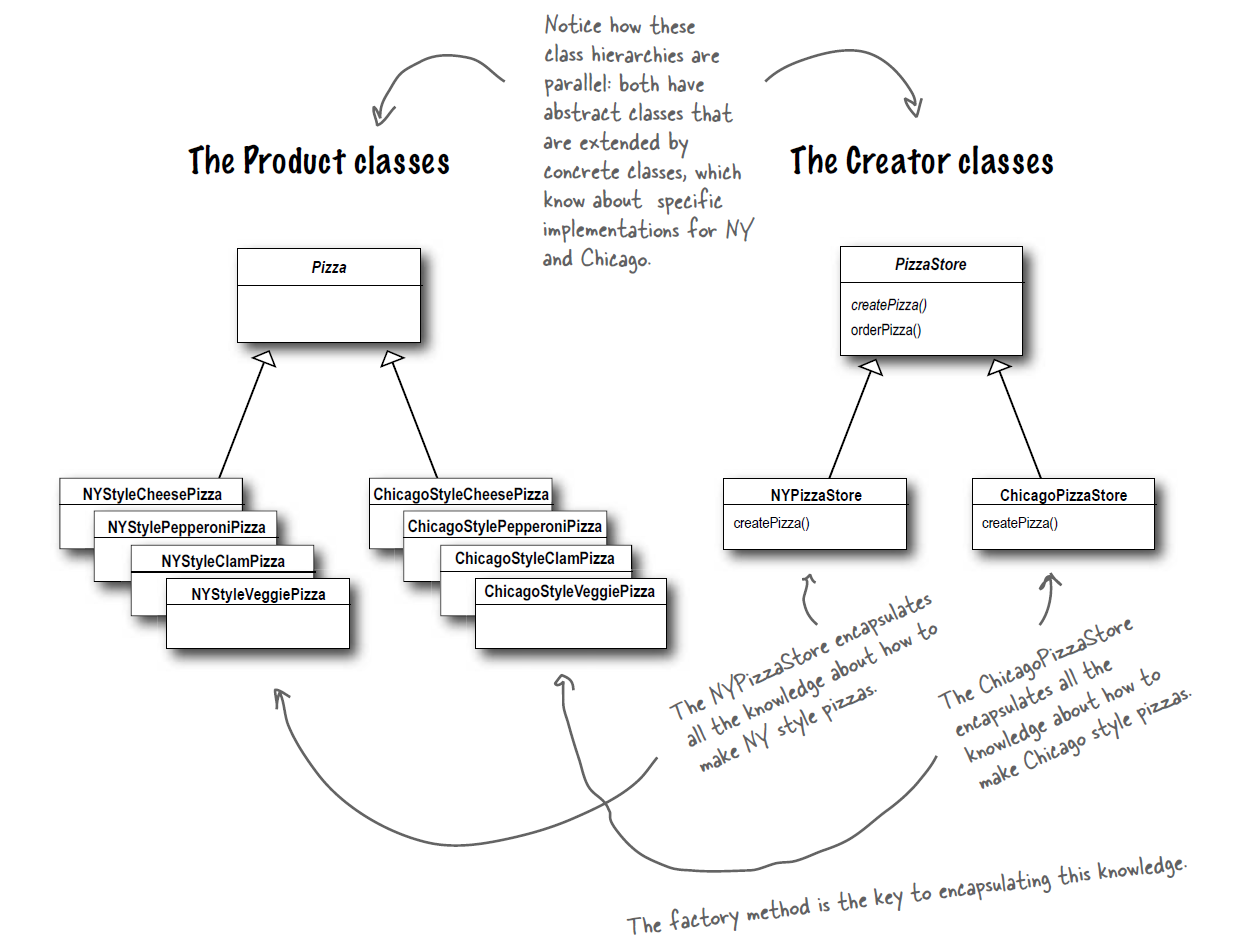 Notice how these
class hierarchies are
parallel: both have
abstract classes that
are extended by
concrete classes, which
know about specific
implementations for NY
and Chicago.
The Product classes
The Creator classes
Pizza
PizzaStore
createPizza()
orderPizza()
NYStyleCheesePizza
NYStylePepperoniPizza
NYStyleClamPizza
NYStyleVeggiePizza
ChicagoStyleCheesePizza
ChicagoStylePepperoniPizza
ChicagoStyleClamPizza
ChicagoStyleVeggiePizza
NYPizzaStore
createPizza()
ChicagoPizzaStore
createPizza()
The NYPizzaStore encapsulates
all the knowledge about how to
make NY style pizzas.
The ChicagoPizzaStore
encapsulates all the
knowledge about how to
make Chicago style pizzas.
The factory method is the key to encapsulating this knowledge.